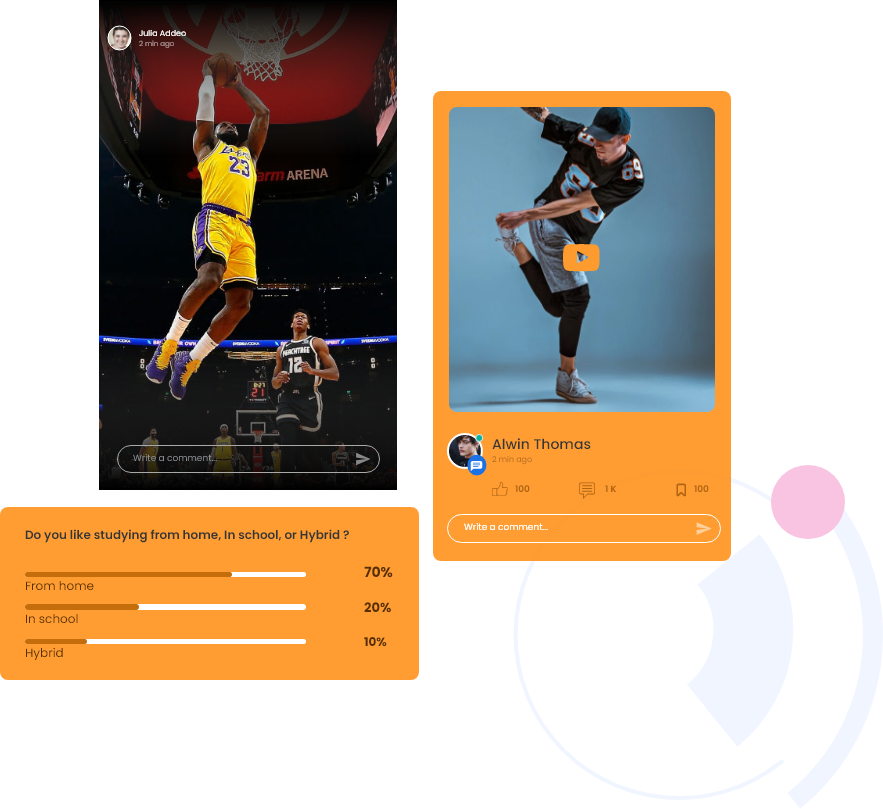 Julia Addeo
2 min ago
23
ARENA
12
21
Write a comment...
69
Alwin Thomas
2 min ago
100
1 K
100
Write a comment...
Do you like studying from home, In school, or Hybrid ?
70%
From home
20%
In school
10%
Hybrid